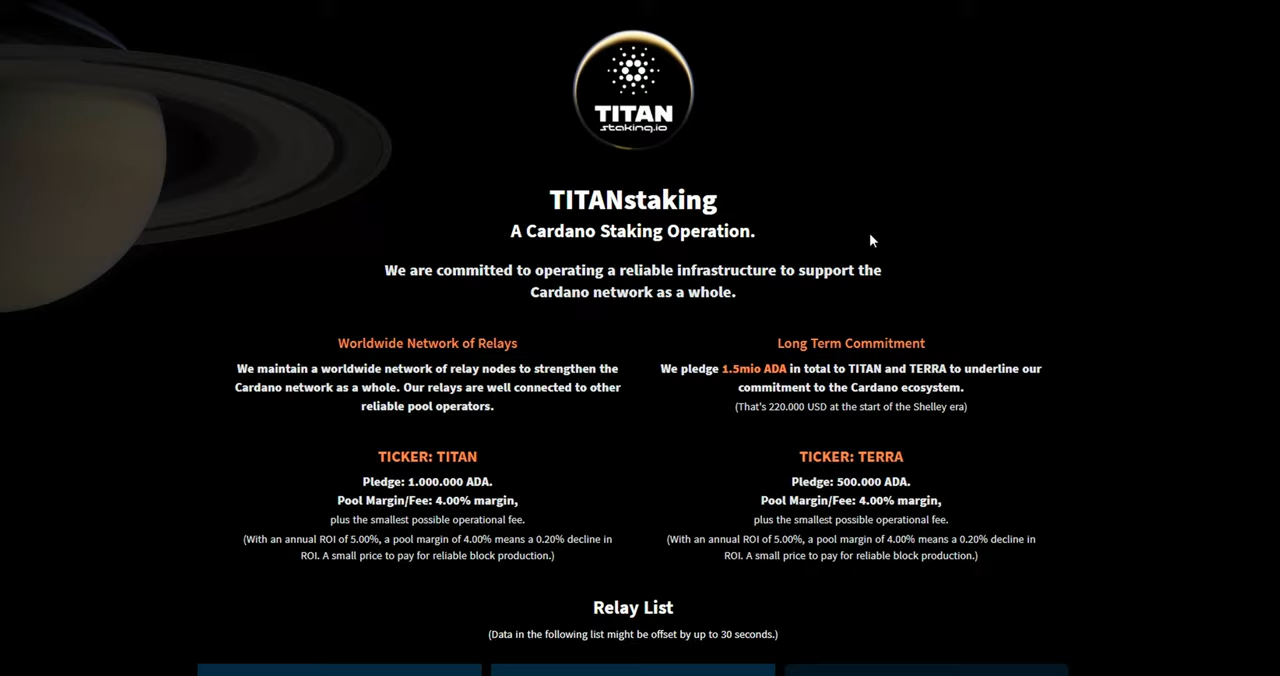 TITAN
staking.io
TITANstaking
A Cardano Staking Operation.
We are committed to operating a reliable infrastructure to support the
Cardano network as a whole.
Worldwide Network of Relays
We maintain a worldwide network of relay nodes to strengthen the
Cardano network as a whole. Our relays are well connected to other
reliable pool operators.
Long Term Commitment
We pledge 1.5mio ADA in total to TITAN and TERRA to underline our
commitment to the Cardano ecosystem.
(That's 220.000 USD at the start of the Shelley era)
TICKER: TITAN
Pledge: 1.000.000 ADA.
Pool Margin/Fee: 4.00% margin,
plus the smallest possible operational fee.
(With an annual ROI of 5.00%, a pool margin of 4.00% means a 0.20% decline in
ROI. A small price to pay for reliable block production.)
TICKER: TERRA
Pledge: 500.000 ADA.
Pool Margin/Fee: 4.00% margin,
plus the smallest possible operational fee.
(With an annual ROI of 5.00%, a pool margin of 4.00% means a 0.20% decline in
ROI. A small price to pay for reliable block production.)
Relay List
(Data in the following list might be offset by up to 30 seconds.)